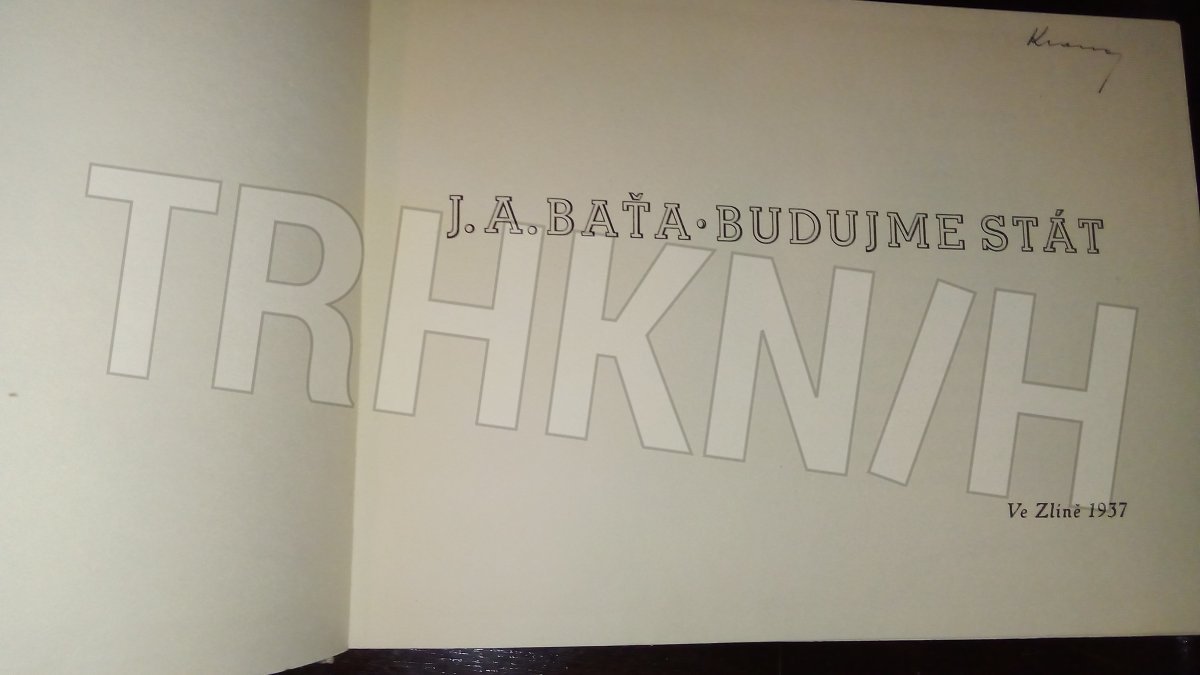 J. A. BAŤA • BUDUJME STÁT
TRHKNIH
Ve Zlíně 1937